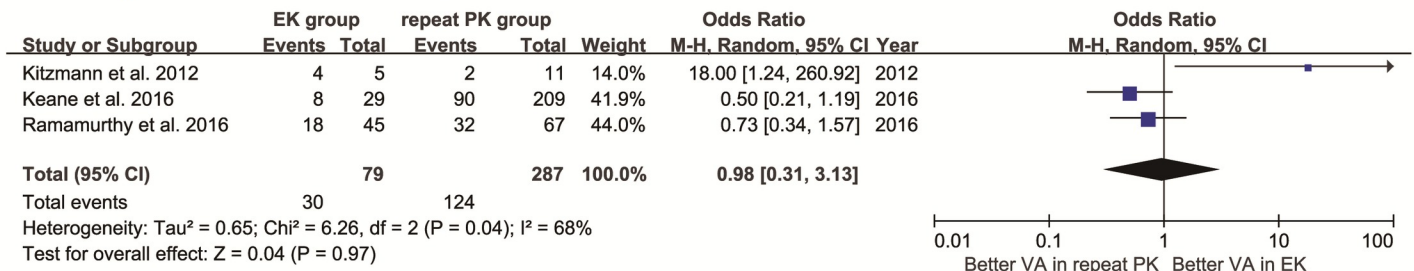 EK group repeat PK group Odds Ratio Odds Ratio
Study or Subgroup Events Total Events Total Weight M-H, Random, 95% CI Year M-H, Random, 95% CI
Kitzmann et al. 2012 4 5 2 11 14.0% 18.00 [1.24, 260.92] 2012
Keane et al. 2016 8 29 90 209 41.9% 0.50 [0.21, 1.19] 2016
Ramamurthy et al. 2016 18 45 32 67 44.0% 0.73 [0.34, 1.57] 2016
Total (95% CI) 79 287 100.0% 0.98 [0.31, 3.13]
Total events 30 124
Heterogeneity: Tau² = 0.65; Chi² = 6.26, df = 2 (P = 0.04); I² = 68%
Test for overall effect: Z = 0.04 (P = 0.97)
0.01 0.1 1 10 100
Better VA in repeat PK Better VA in EK